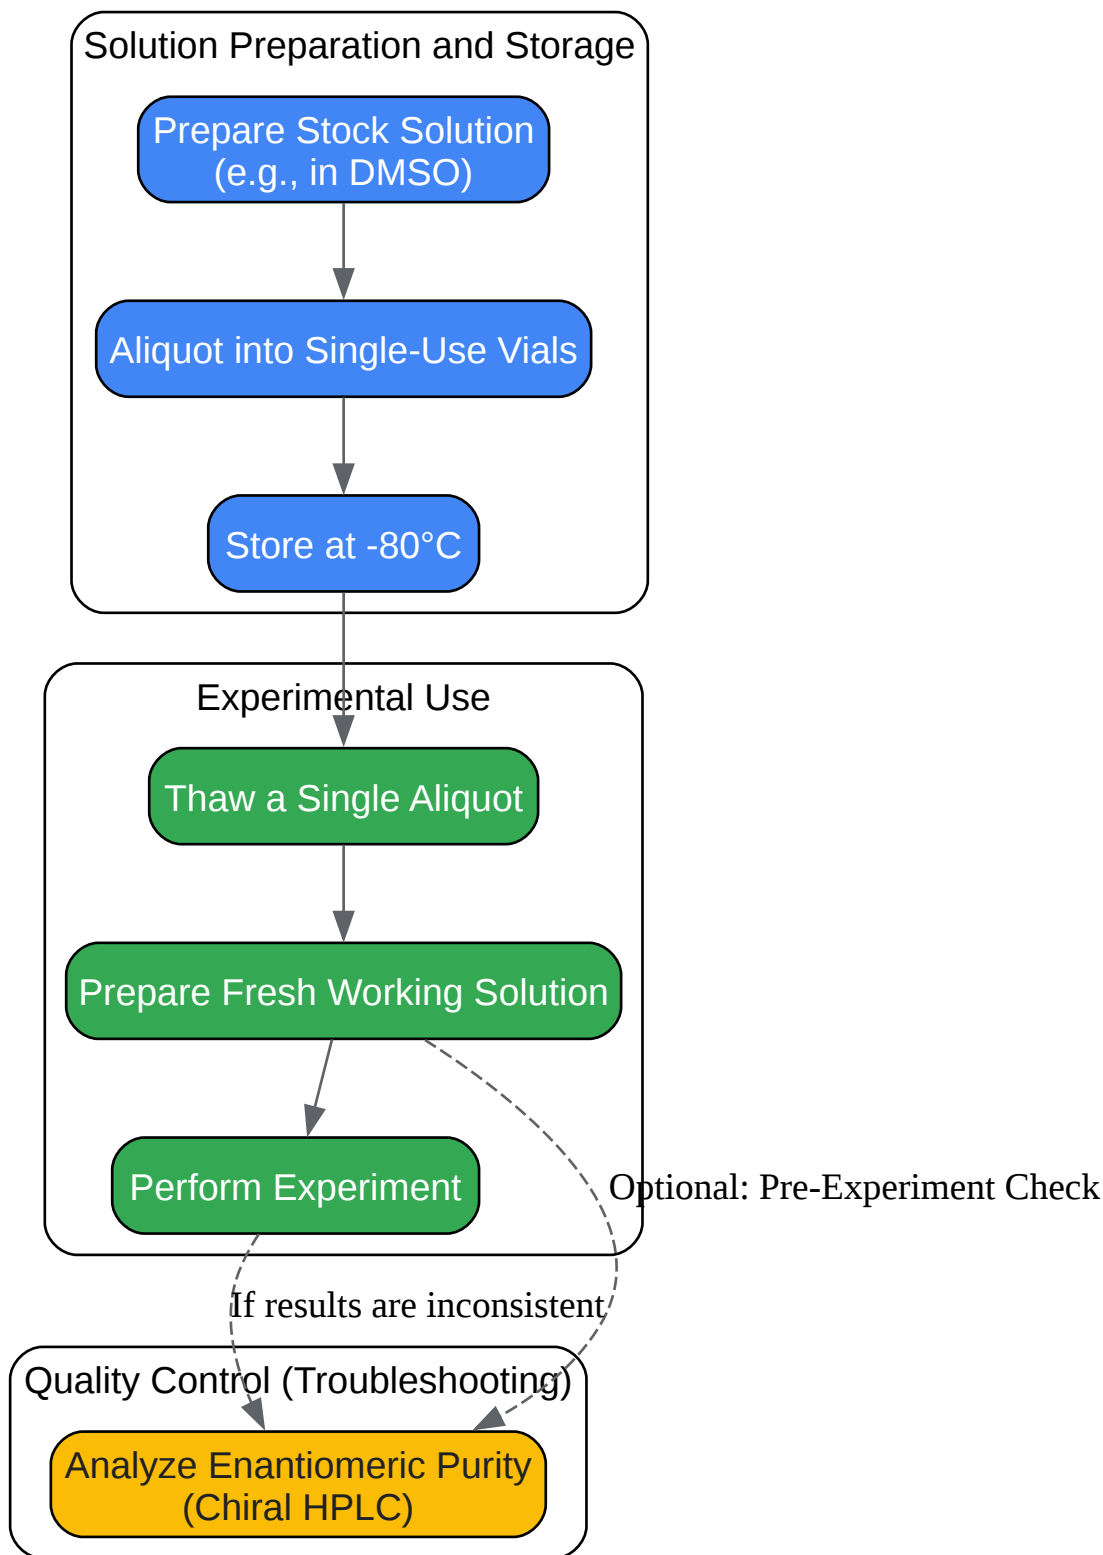 Solution Preparation and Storage
Prepare Stock Solution
(e.g., in DMSO)
Aliquot into Single-Use Vials
Store at -80°C
Experimental Use
Thaw a Single Aliquot
Prepare Fresh Working Solution
Perform Experiment
Optional: Pre-Experiment Check
If results are inconsistent
Quality Control (Troubleshooting)
Analyze Enantiomeric Purity
(Chiral HPLC)